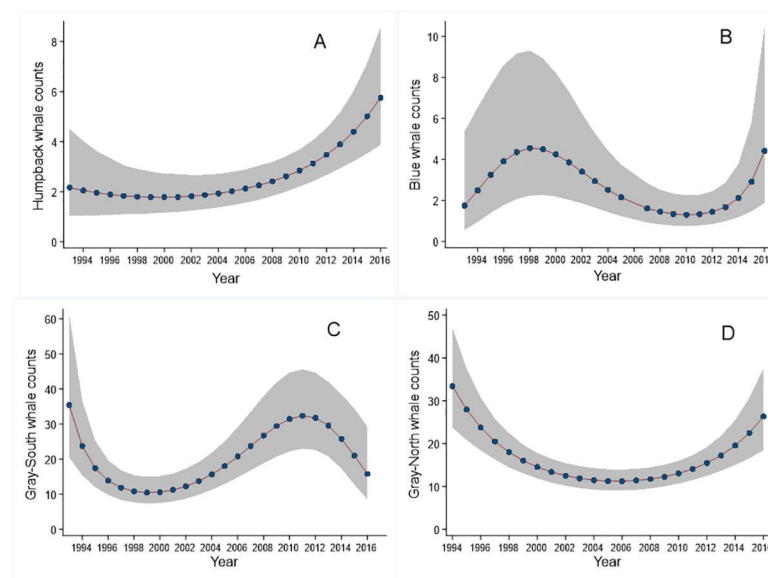 A
Humpback whale counts
8
6
4
2
0
1994 1996 1998 2000 2002 2004 2006 2008 2010 2012 2014 2016
Year
B
Blue whale counts
10
8
6
4
2
0
1994 1996 1998 2000 2002 2004 2006 2008 2010 2012 2014 201
Year
C
Gray-South whale counts
60
50
40
30
20
10
0
1994 1996 1998 2000 2002 2004 2006 2008 2010 2012 2014 2016
Year
D
Gray-North whale counts
50
40
30
20
10
0
1994 1996 1998 2000 2002 2004 2006 2008 2010 2012 2014 2016
Year